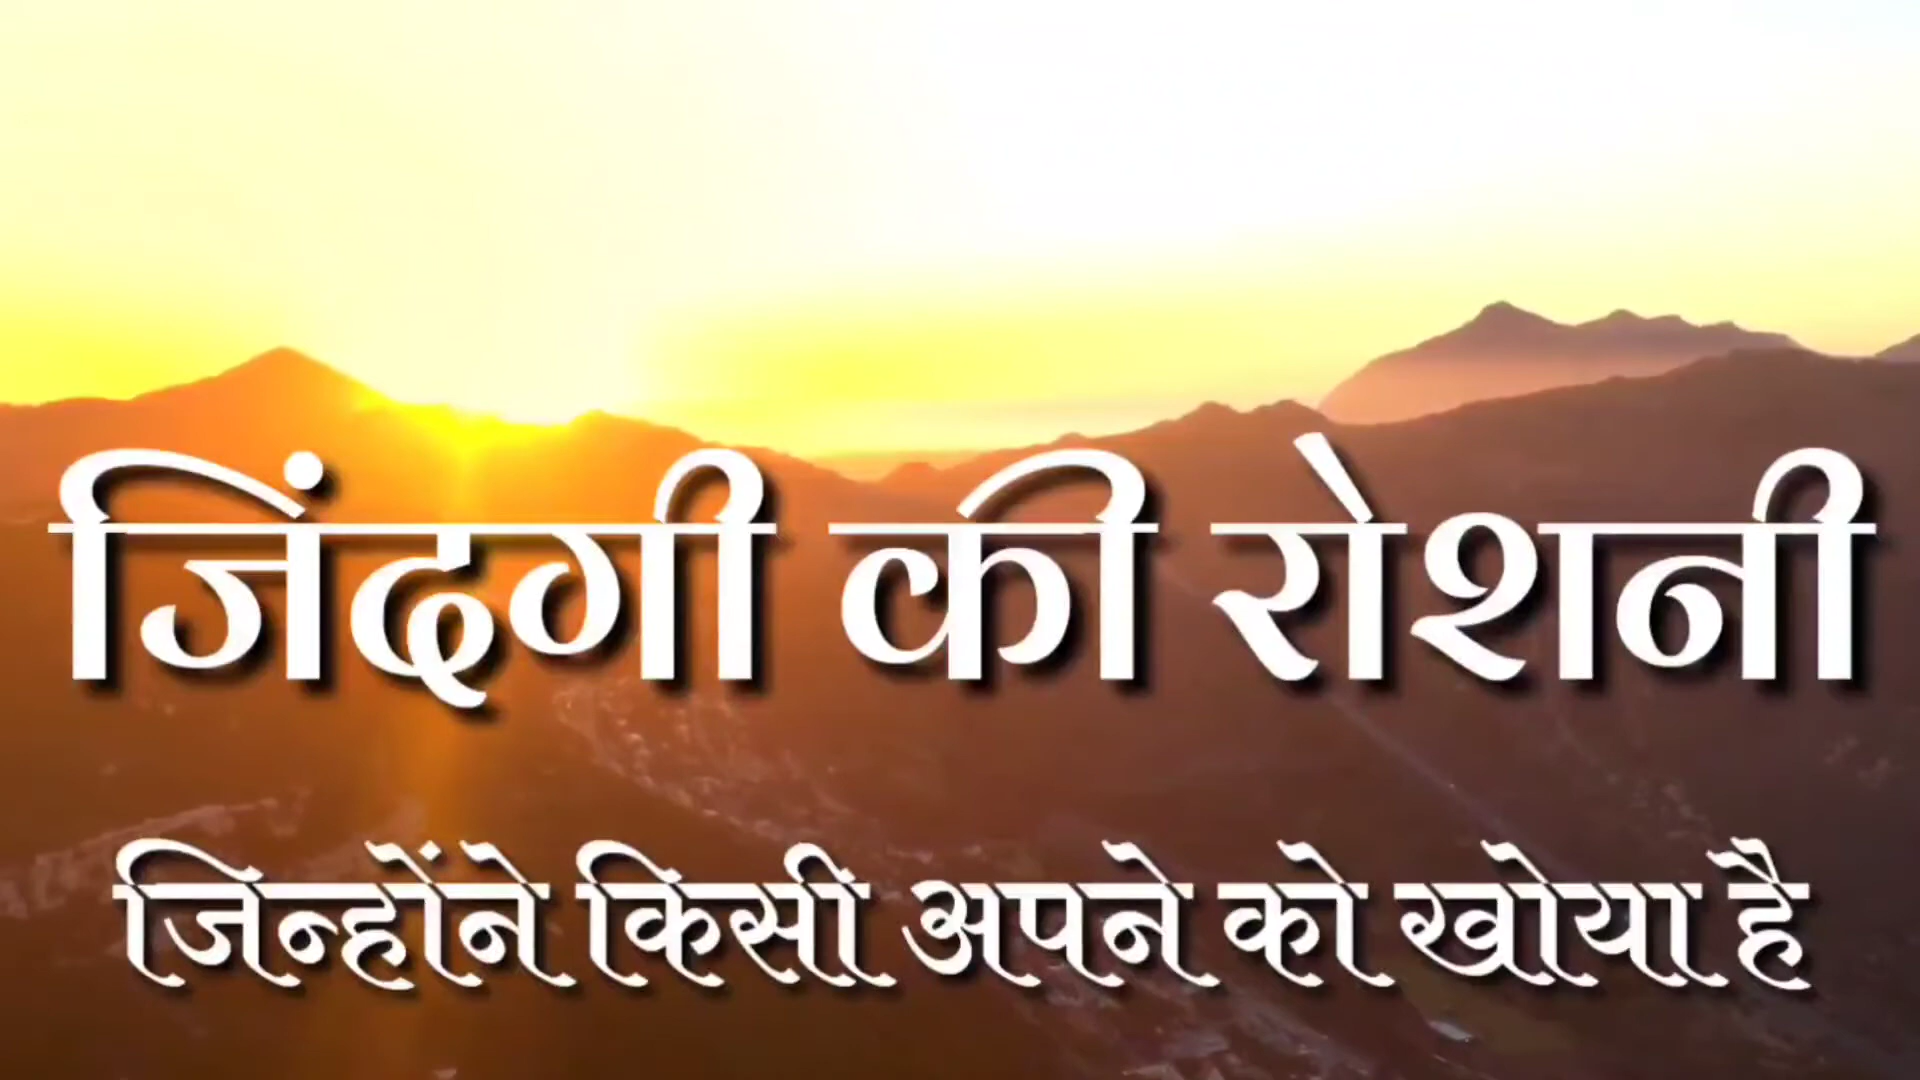 जिंदगी की रोशनी
जिन्होंने किसी अपने को खोया है